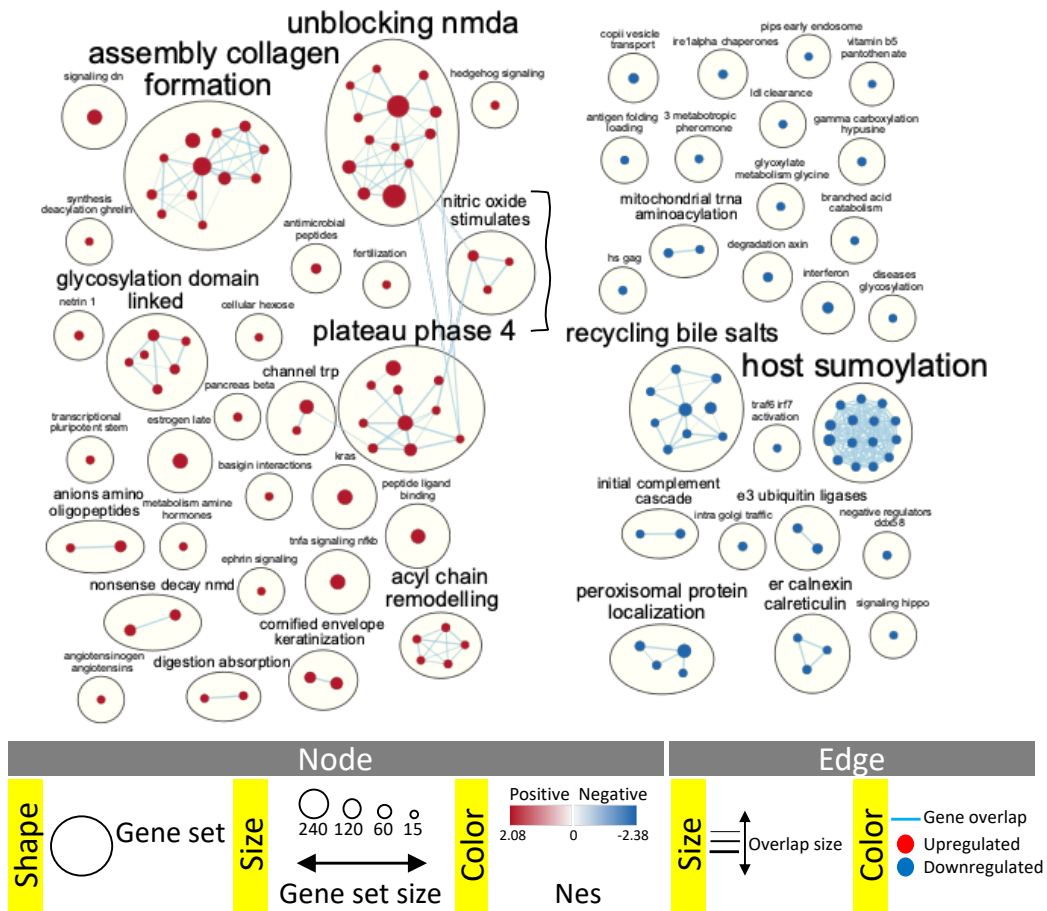 unblocking nmda
assembly collagen
formation
signaling dn
hedgehog signaling
synthesis
deacylation ghrelin
antimicrobial
peptides
fertilization
nitric oxide
stimulates
glycosylation domain
linked
netrin 1
cellular hexose
plateau phase 4
channel trp
pancreas beta
transcriptional
pluripotent stem
estrogen late
basigin interactions
kras
peptide ligand
binding
anions amino
oligopeptides
metabolism amine
hormones
ephrin signaling
tnfa signaling nfkb
nonsense decay nmd
acyl chain
remodelling
cornified envelope
keratinization
angiotensinogen
angiotensins
digestion absorption
copii vesicle
transport
ire1alpha chaperones
pips early endosome
vitamin b5
pantothenate
ldl clearance
antigen folding
loading
3 metabotropic
pheromone
gamma carboxylation
hypusine
glyoxylate
metabolism glycine
mitochondrial trna
aminoacylation
branched acid
catabolism
hs gag
degradation axin
interferon
diseases
glycosylation
recycling bile salts
host sumoylation
traf6 irf7
activation
initial complement
cascade
e3 ubiquitin ligases
intra golgi traffic
negative regulators
ddx58
peroxisomal protein
localization
er calnexin
calreticulin
signaling hippo
Node
Edge
Shape
Gene set
Size
240 120 60 15
Gene set size
Color
Positive Negative
2.08 0 -2.38
Nes
Size
Overlap size
Color
Gene overlap
Upregulated
Downregulated